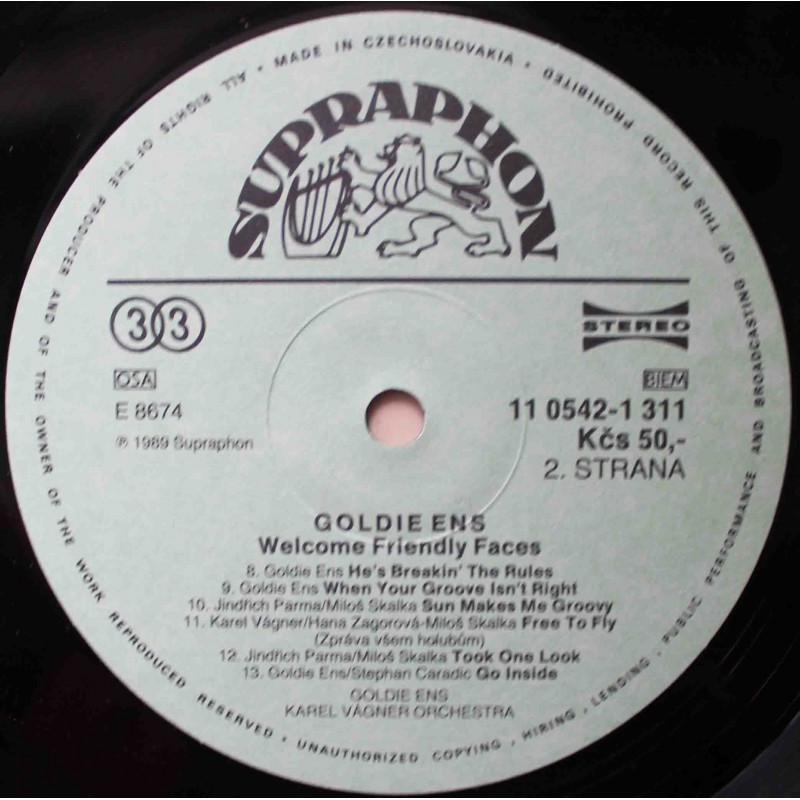 MADE IN CZECHOSLOVAKIA • ALL RIGHTS OF THE PRODUCER AND OF THE OWNER OF THE WORK REPRODUCED RESERVED • UNAUTHORIZED COPYING, HIRING, LENDING, PUBLIC PERFORMANCE AND BROADCASTING OF THIS RECORD PROHIBITED •
SUPRAPHON
33
STEREO
OSA
BIEM
E 8674
11 0542-1 311
℗ 1989 Supraphon
Kčs 50,-
2. STRANA
GOLDIE ENS
Welcome Friendly Faces
8. Goldie Ens He's Breakin' The Rules
9. Goldie Ens When Your Groove Isn't Right
10. Jindřich Parma/Miloš Skalka Sun Makes Me Groovy
11. Karel Vágner/Hana Zagorová-Miloš Skalka Free To Fly
(Zpráva všem holubům)
12. Jindřich Parma/Miloš Skalka Took One Look
13. Goldie Ens/Stephan Caradic Go Inside
GOLDIE ENS
KAREL VÁGNER ORCHESTRA